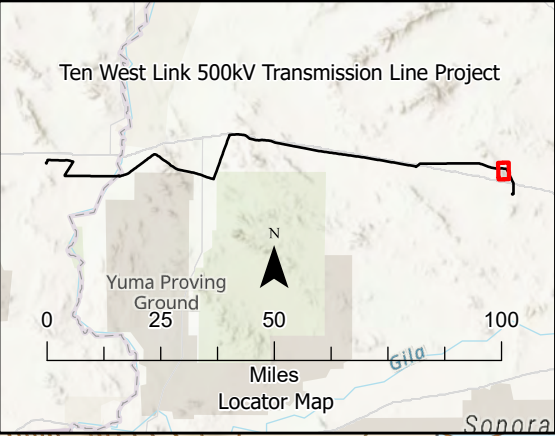 Ten West Link 500kV Transmission Line Project
N
Yuma Proving
Ground
0 25 50 100
Gila
Miles
Locator Map
Sonora